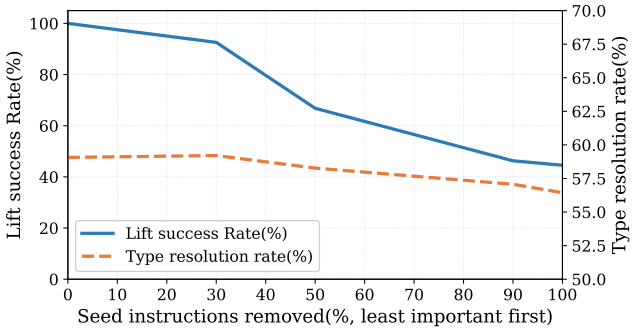 100
80
60
40
20
0
Lift success Rate(%)
70.0
67.5
65.0
62.5
60.0
57.5
55.0
52.5
50.0
Type resolution rate(%)
Lift success Rate(%)
Type resolution rate(%)
0 10 20 30 40 50 60 70 80 90 100
Seed instructions removed(%, least important first)